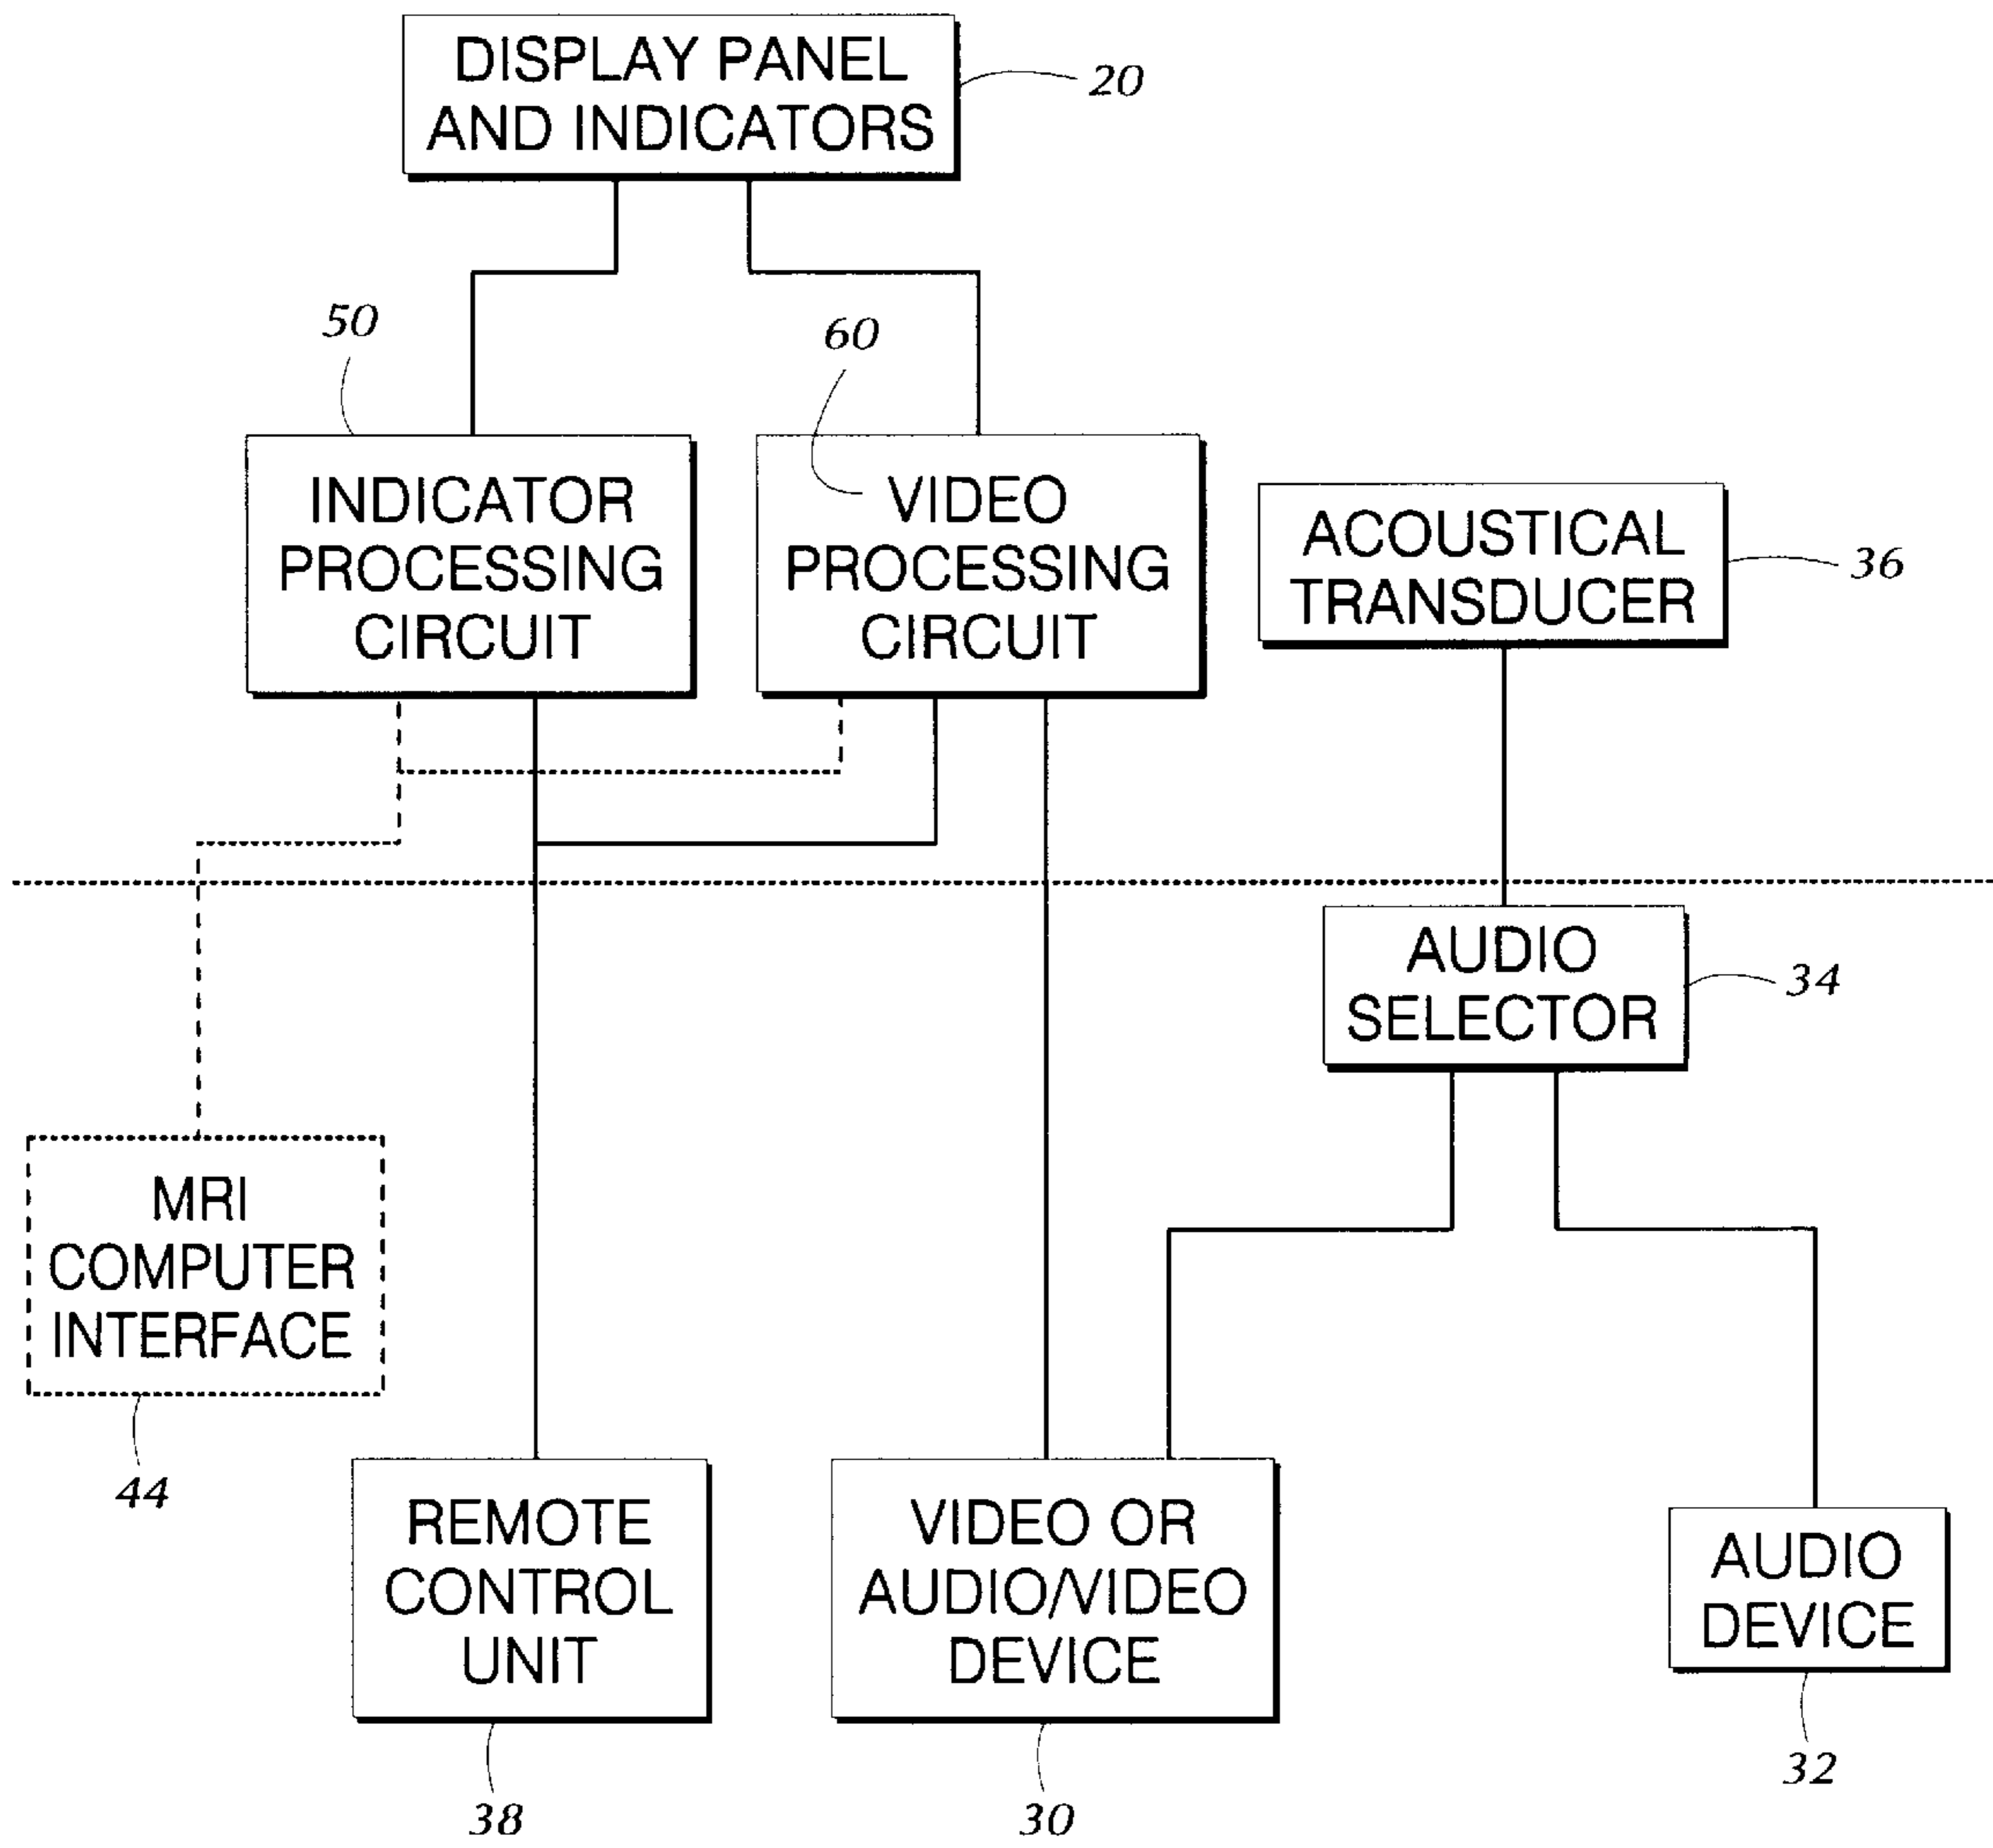 DISPLAY PANEL
AND INDICATORS
20
50
60
INDICATOR
PROCESSING
CIRCUIT
VIDEO
PROCESSING
CIRCUIT
ACOUSTICAL
TRANSDUCER
36
AUDIO
SELECTOR
34
MRI
COMPUTER
INTERFACE
44
REMOTE
CONTROL
UNIT
38
VIDEO OR
AUDIO/VIDEO
DEVICE
30
AUDIO
DEVICE
32